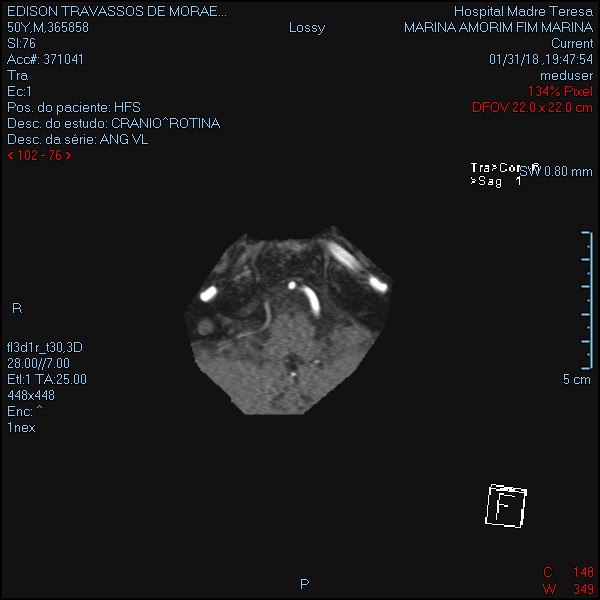 EDISON TRAVASSOS DE MORAE...
50Y,M,365858
Sl:76
Acc#: 371041
Tra
Ec:1
Pos. do paciente: HFS
Desc. do estudo: CRANIO^ROTINA
Desc. da série: ANG VL
< 102 - 76 >
Lossy
Hospital Madre Teresa
MARINA AMORIM FIM MARINA
Current
01/31/18 ,19:47:54
meduser
134% Pixel
DFOV 22.0 x 22.0 cm
Tra>Cor 
>Sag 1
SW 0.80 mm
R
fl3d1r_t30,3D
28.00//7.00
Etl:1 TA:25.00
448x448
Enc: ^
1nex
5 cm
F
P
C 148
W 349